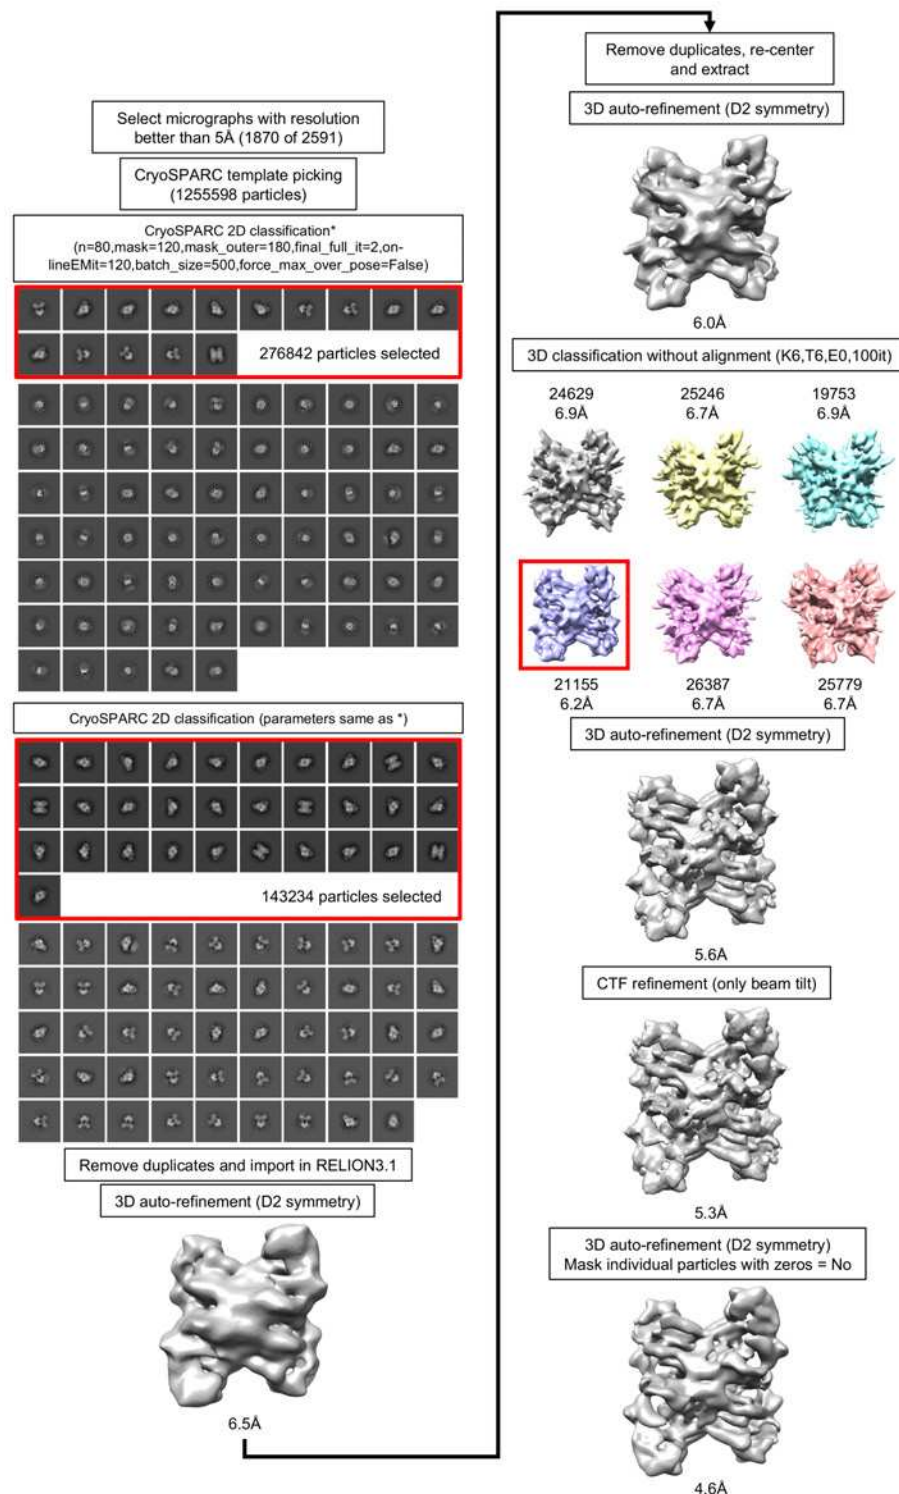 Select micrographs with resolution
better than 5Å (1870 of 2591)
CryoSPARC template picking
(1255598 particles)
CryoSPARC 2D classification*
(n=80,mask=120,mask_outer=180,final_full_it=2,on-
lineEMit=120,batch_size=500,force_max_over_pose=False)
276842 particles selected
CryoSPARC 2D classification (parameters same as *)
143234 particles selected
Remove duplicates and import in RELION3.1
3D auto-refinement (D2 symmetry)
6.5Å
Remove duplicates, re-center
and extract
3D auto-refinement (D2 symmetry)
6.0Å
3D classification without alignment (K6,T6,E0,100it)
24629
6.9Å
25246
6.7Å
19753
6.9Å
21155
6.2Å
26387
6.7Å
25779
6.7Å
3D auto-refinement (D2 symmetry)
5.6Å
CTF refinement (only beam tilt)
5.3Å
3D auto-refinement (D2 symmetry)
Mask individual particles with zeros = No
4.6Å